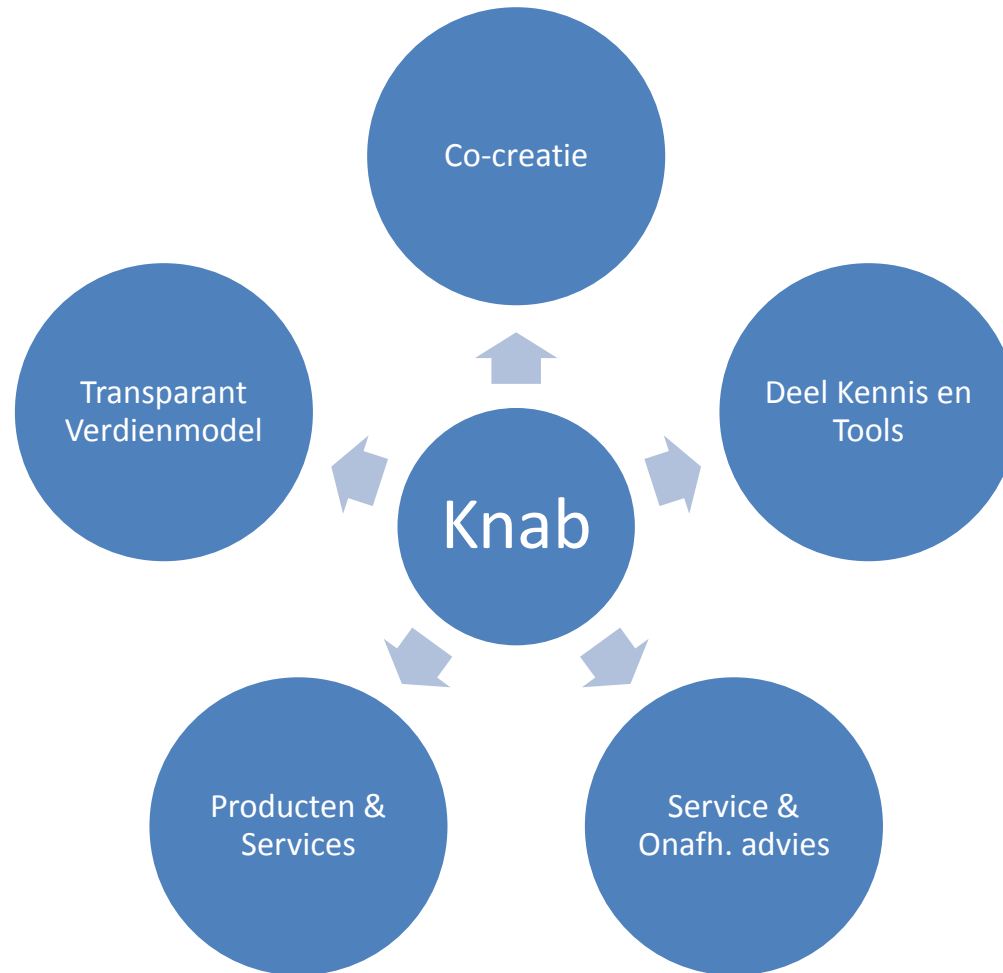 Co-creatie
Transparant
Verdienmodel
Deel Kennis en
Tools
Knab
Producten &
Services
Service &
Onafh. advies